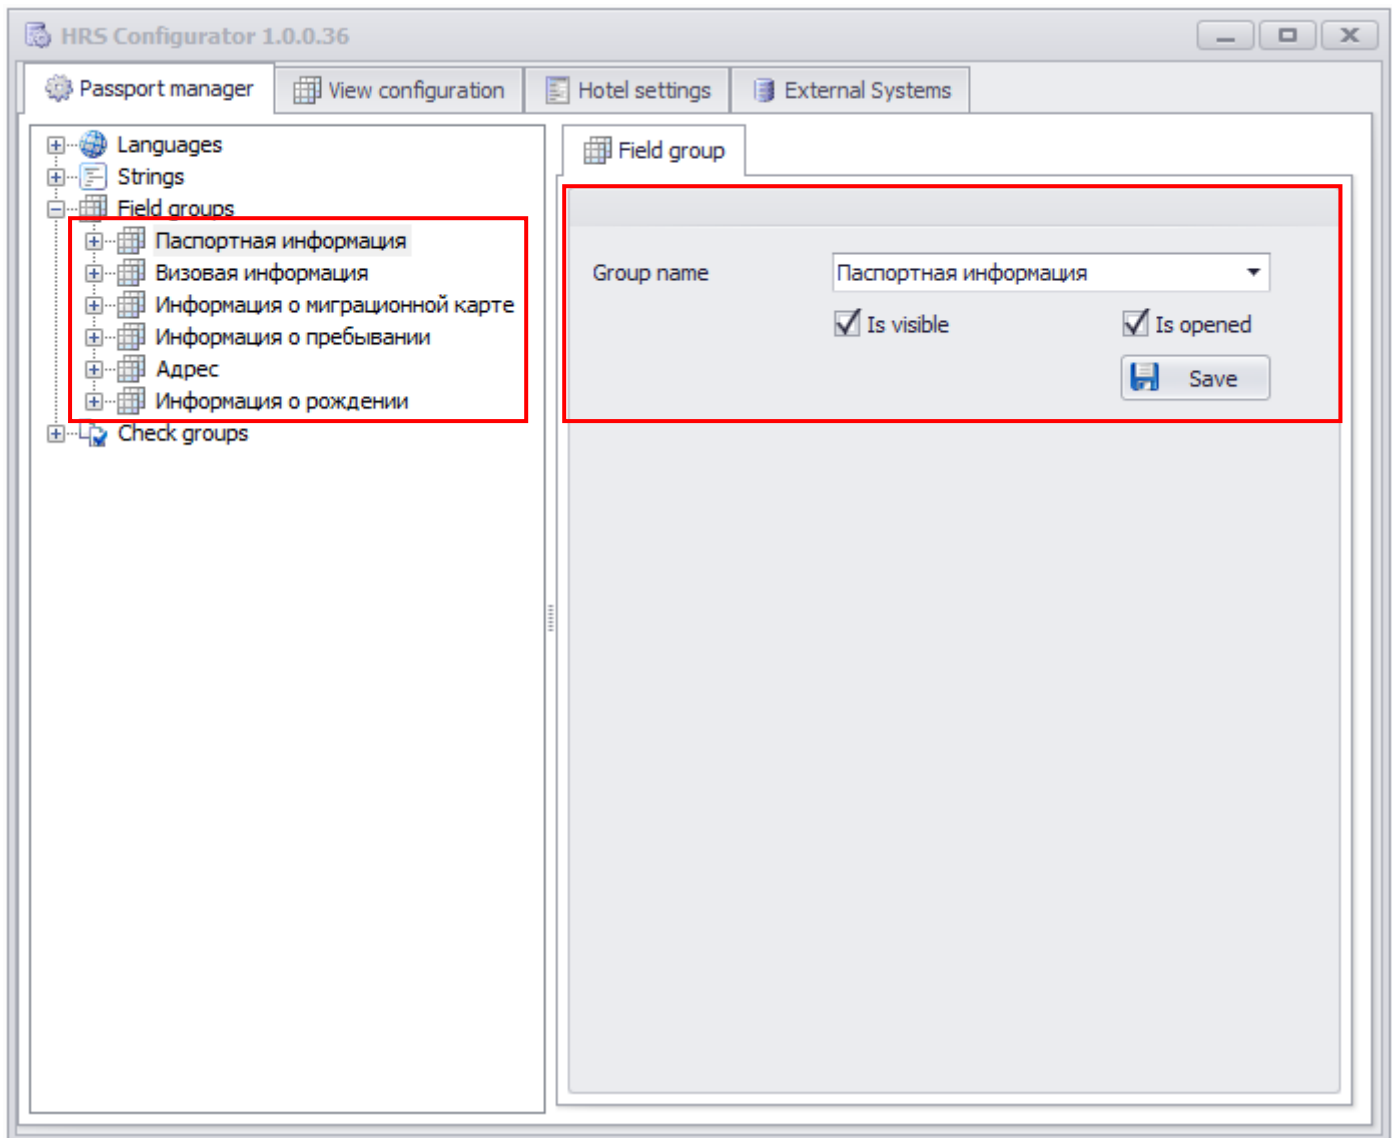 HRS Configurator 1.0.0.36
Passport manager
View configuration
Hotel settings
External Systems
Languages
Strings
Field groups
Паспортная информация
Визовая информация
Информация о миграционной карте
Информация о пребывании
Адрес
Информация о рождении
Check groups
Field group
Group name
Паспортная информация
Is visible
Is opened
Save